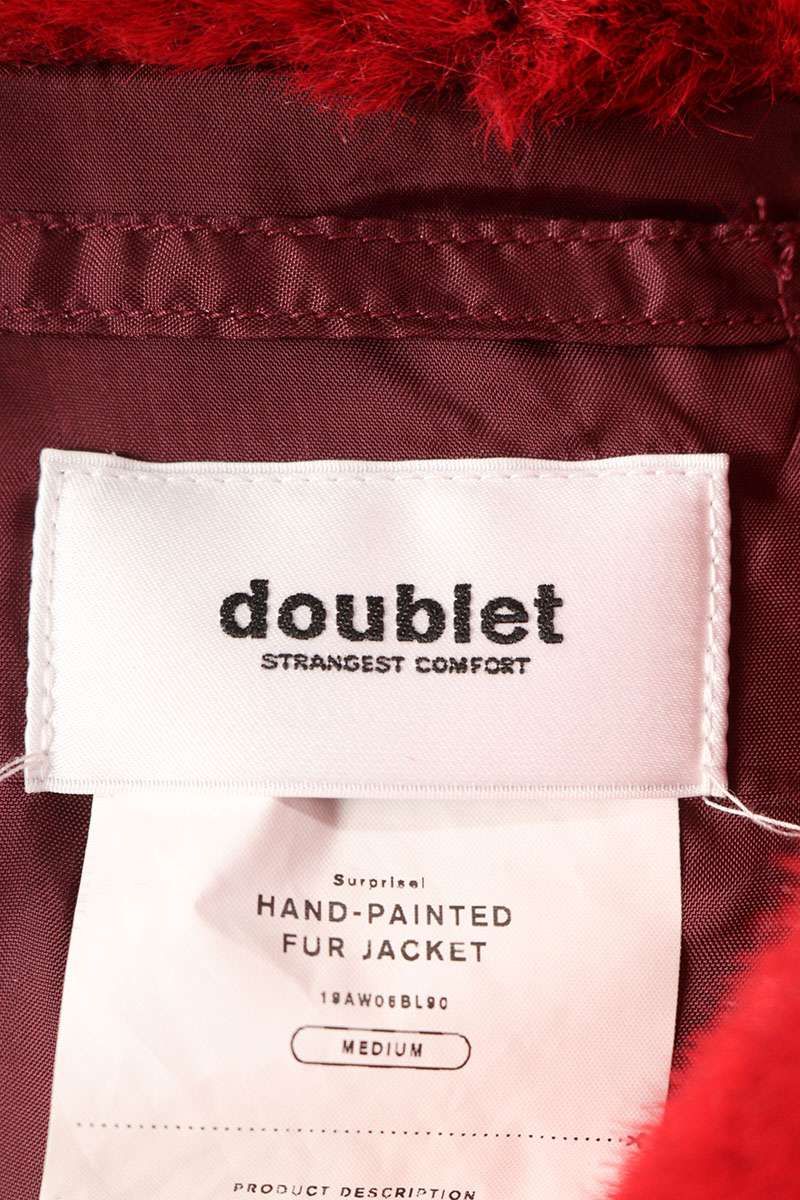 doublet
STRANGEST COMFORT
Surprise!
HAND-PAINTED
FUR JACKET
19AW06BL90
MEDIUM
PRODUCT DESCRIPTION